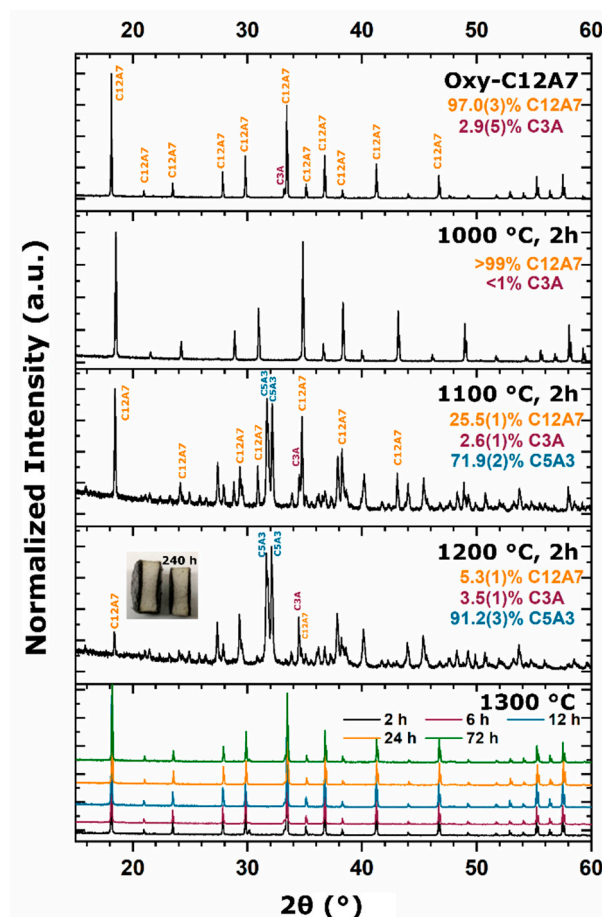 20 30 40 50 60
Oxy-C12A7
97.0(3)% C12A7
2.9(5)% C3A
C12A7
C12A7
C12A7
C12A7
C12A7
C3A
C12A7
C12A7
C12A7
C12A7
C12A7
C12A7
1000 °C, 2h
>99% C12A7
<1% C3A
1100 °C, 2h
25.5(1)% C12A7
2.6(1)% C3A
71.9(2)% C5A3
C12A7
C12A7
C12A7
C12A7
C5A3
C5A3
C3A
C12A7
C12A7
C12A7
1200 °C, 2h
5.3(1)% C12A7
3.5(1)% C3A
91.2(3)% C5A3
240 h
C12A7
C5A3
C5A3
C3A
C12A7
1300 °C
2 h 6 h 12 h
24 h 72 h
20 30 40 50 60
2θ (°)
Normalized Intensity (a.u.)